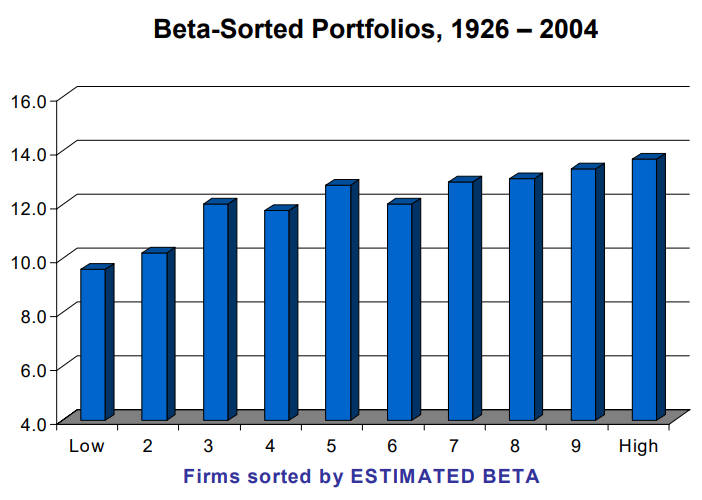 Beta-Sorted Portfolios, 1926 – 2004
16.0
14.0
12.0
10.0
8.0
6.0
4.0
Low 2 3 4 5 6 7 8 9 High
Firms sorted by ESTIMATED BETA